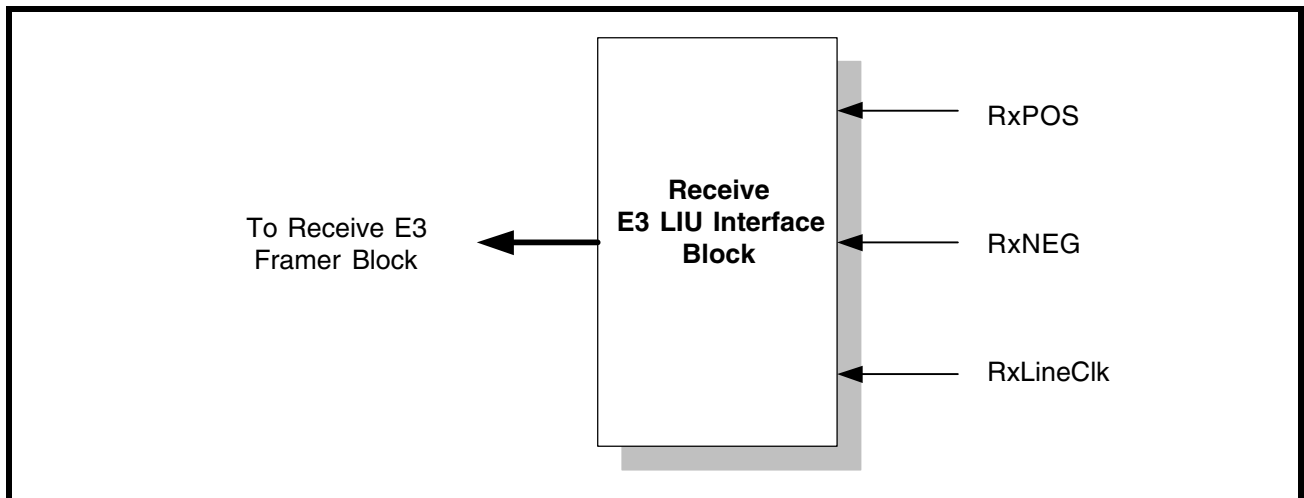 To Receive E3
Framer Block
Receive
E3 LIU Interface
Block
RxPOS
RxNEG
RxLineClk